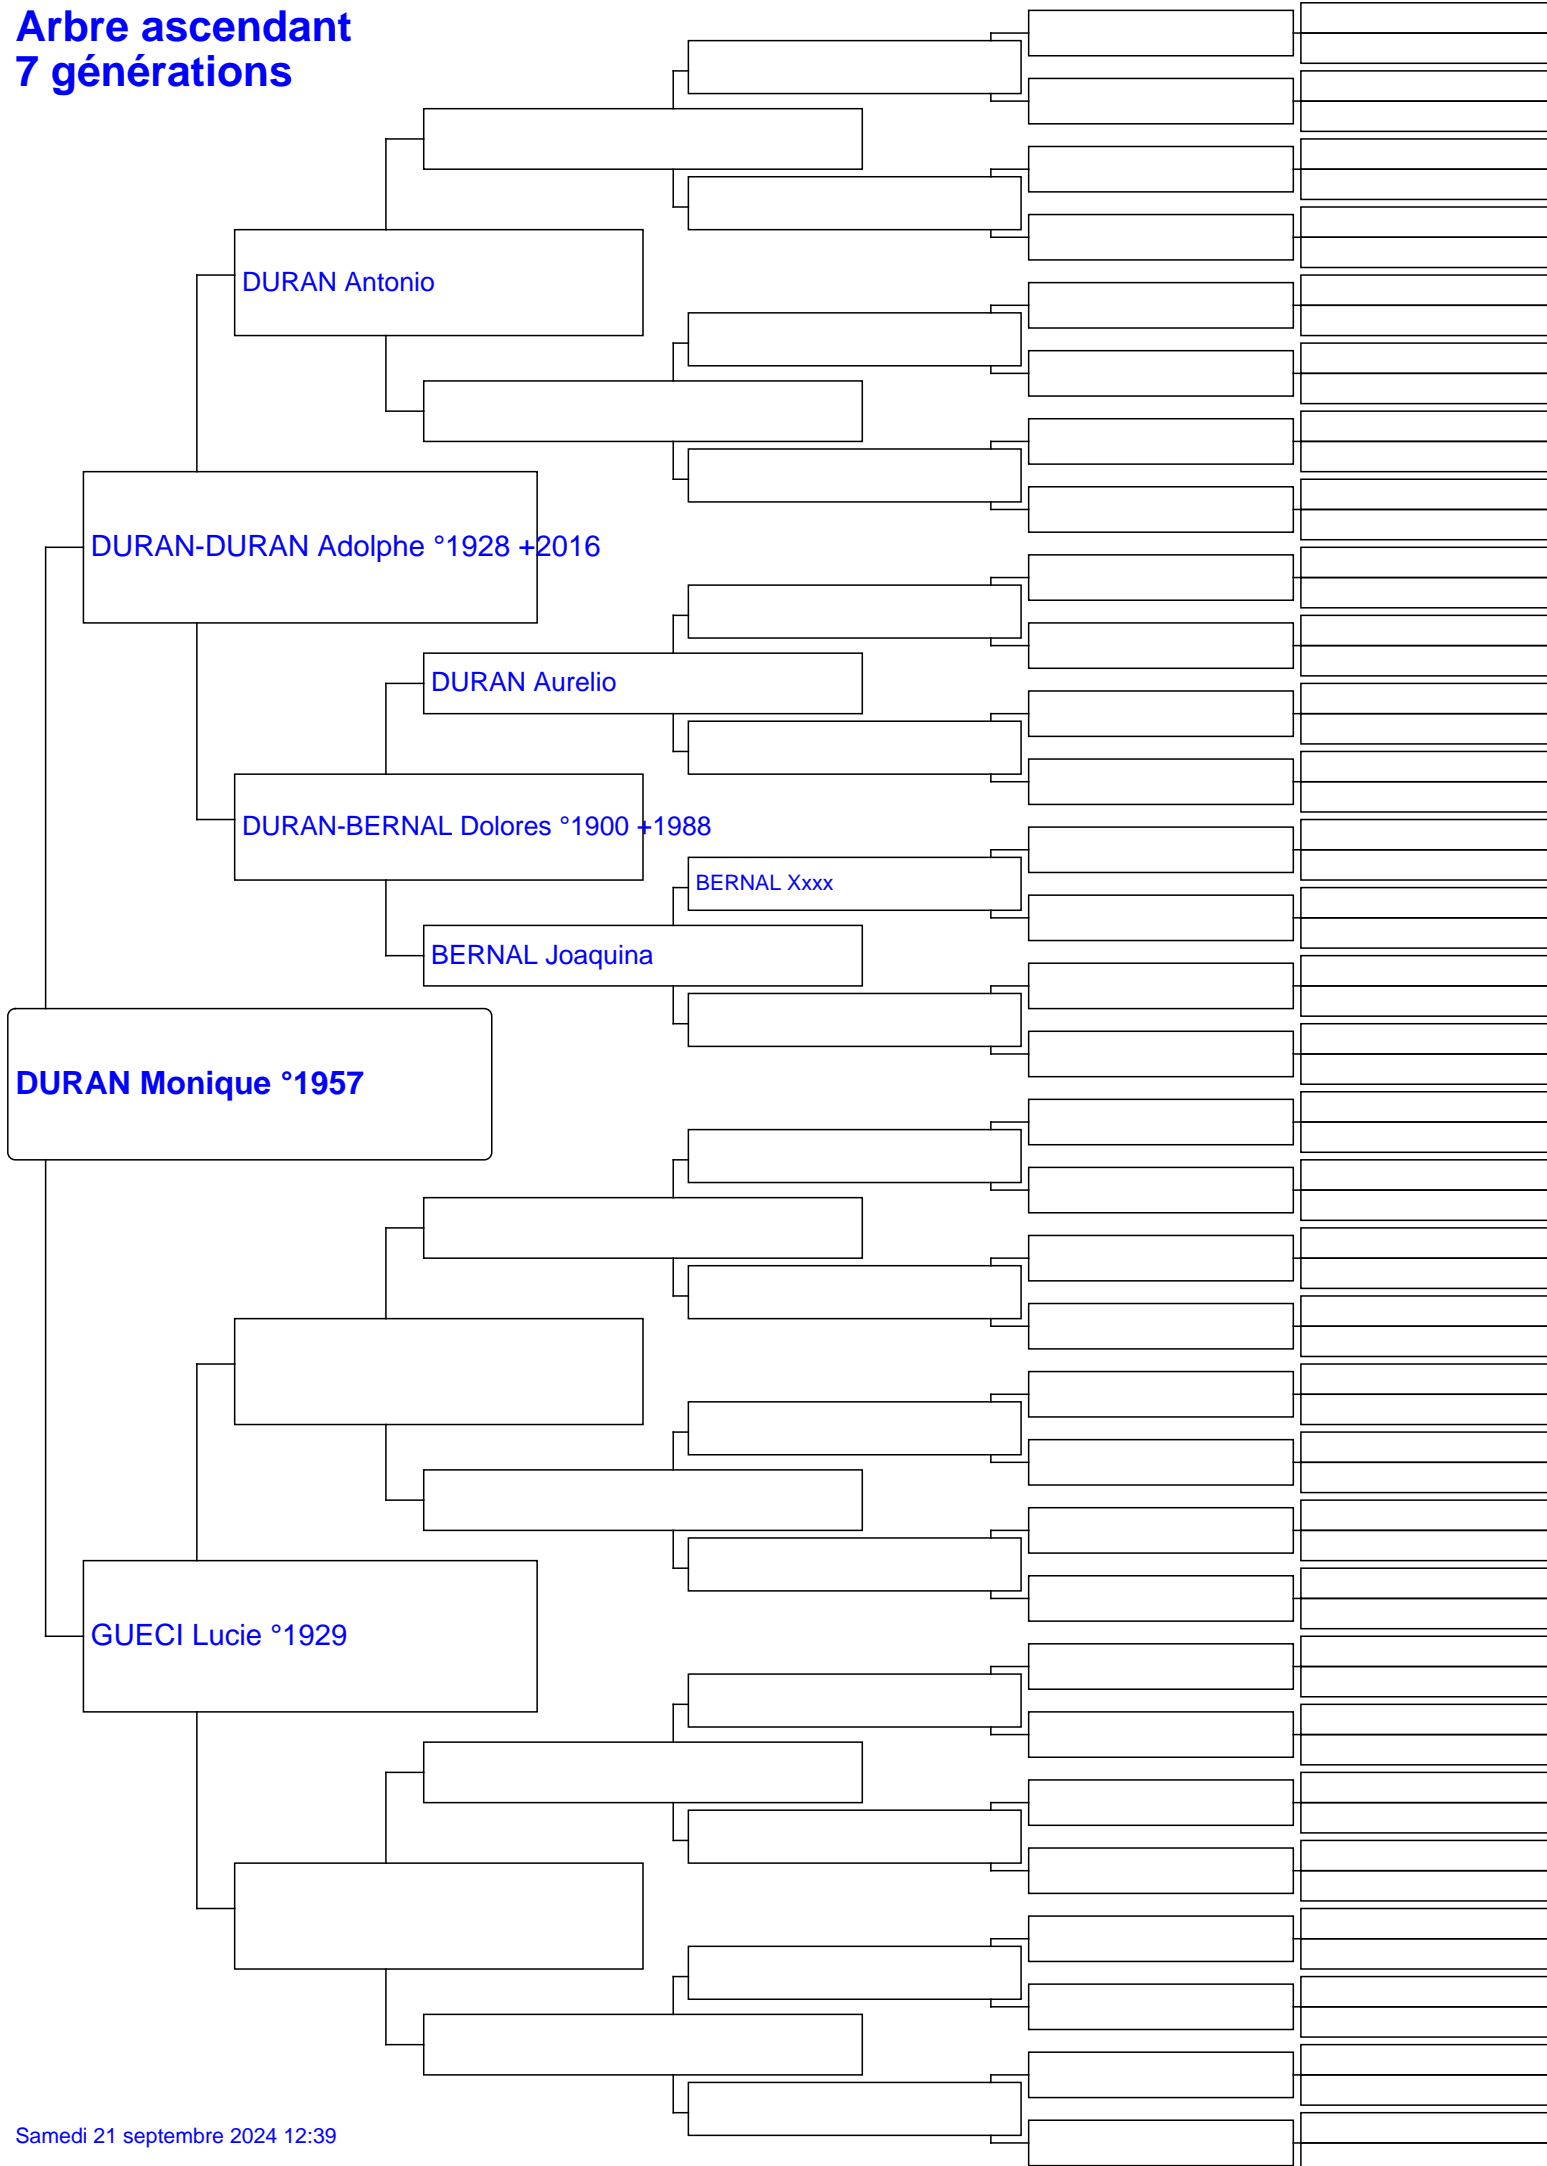 Arbre ascendant
7 générations
DURAN Antonio
DURAN-DURAN Adolphe °1928 +2016
DURAN Aurelio
DURAN-BERNAL Dolores °1900 +1988
BERNAL Xxxx
BERNAL Joaquina
DURAN Monique °1957
GUECI Lucie °1929
Samedi 21 septembre 2024 12:39